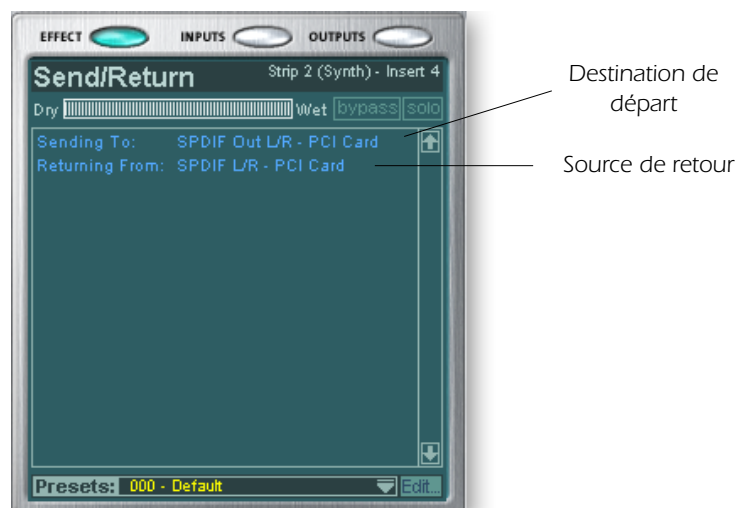 EFFECT INPUTS OUTPUTS
Send/Return Strip 2 (Synth) - Insert 4
Dry Wet bypass solo
Sending To: SPDIF Out L/R - PCI Card
Returning From: SPDIF L/R - PCI Card
Presets: 000 - Default Edit...
Destination de
départ
Source de retour